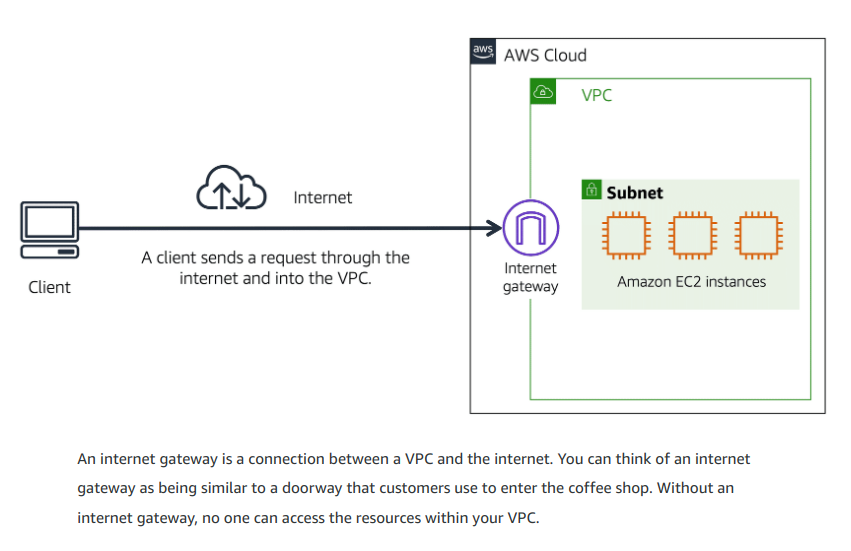 aws
AWS Cloud
VPC
Subnet
Internet
A client sends a request through the
internet and into the VPC.
Client
Internet
gateway
Amazon EC2 instances
An internet gateway is a connection between a VPC and the internet. You can think of an internet
gateway as being similar to a doorway that customers use to enter the coffee shop. Without an
internet gateway, no one can access the resources within your VPC.